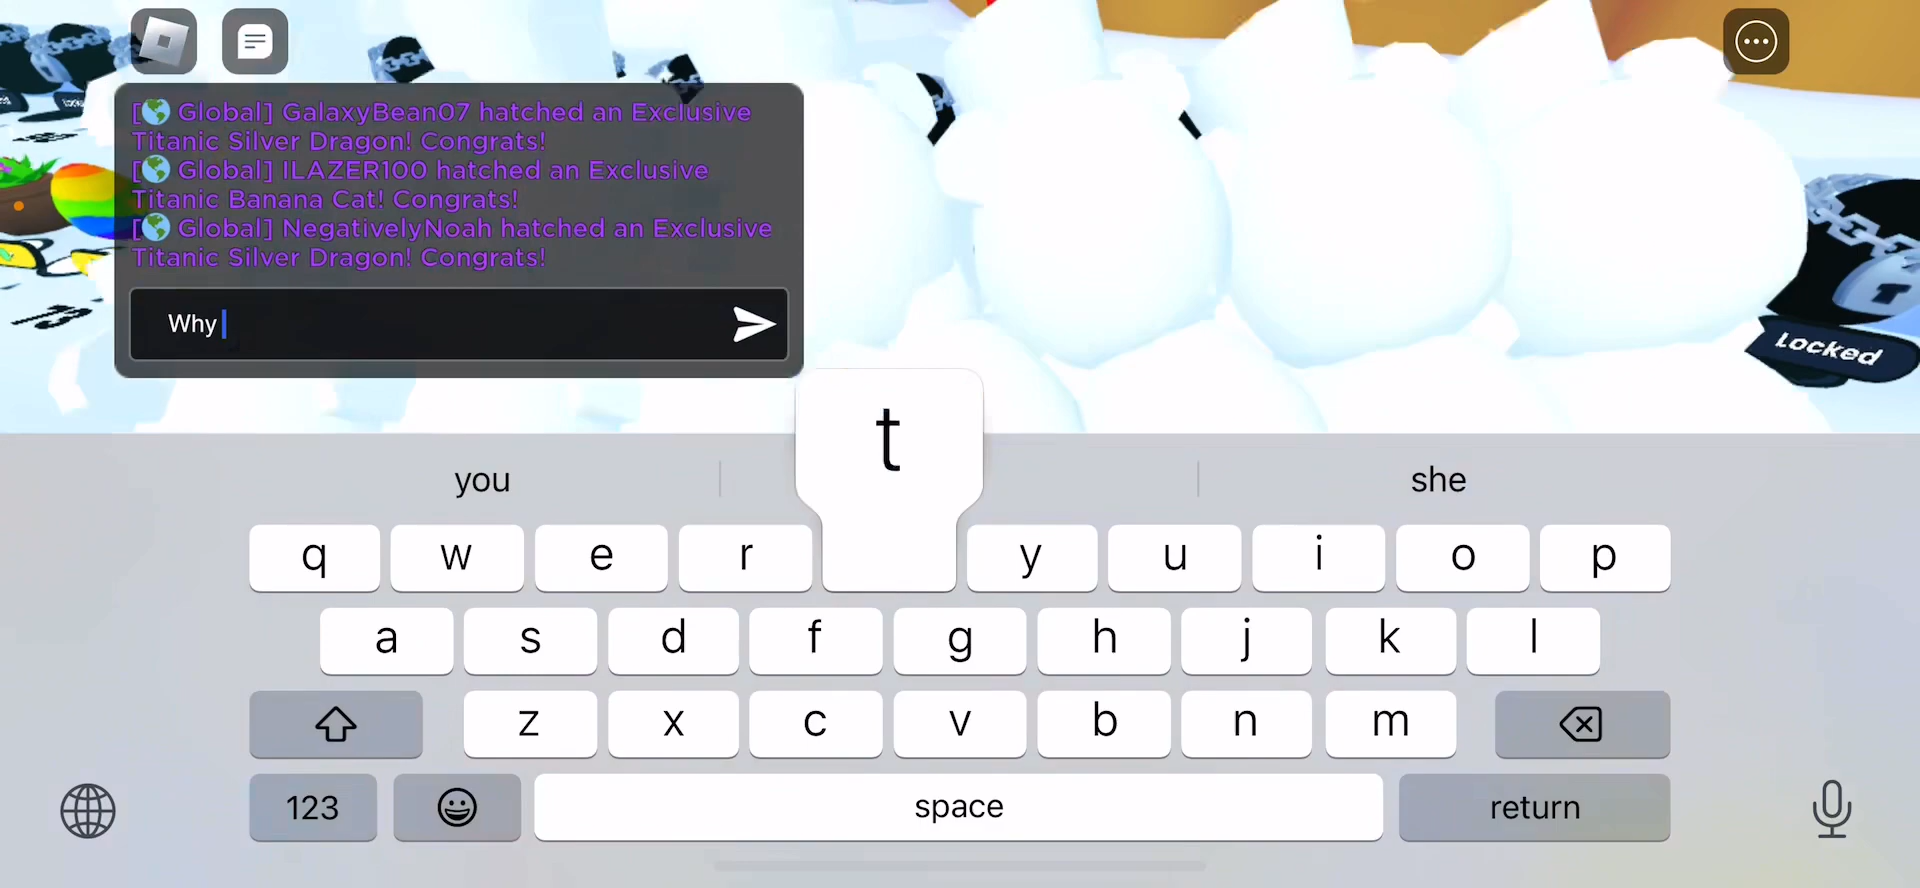 [🌎 Global] GalaxyBean07 hatched an Exclusive
Titanic Silver Dragon! Congrats!
[🌎 Global] ILAZER100 hatched an Exclusive
Titanic Banana Cat! Congrats!
[🌎 Global] NegativelyNoah hatched an Exclusive
Titanic Silver Dragon! Congrats!
Why
Locked
t
you
she
q w e r y u i o p
a s d f g h j k l
z x c v b n m
123
space
return